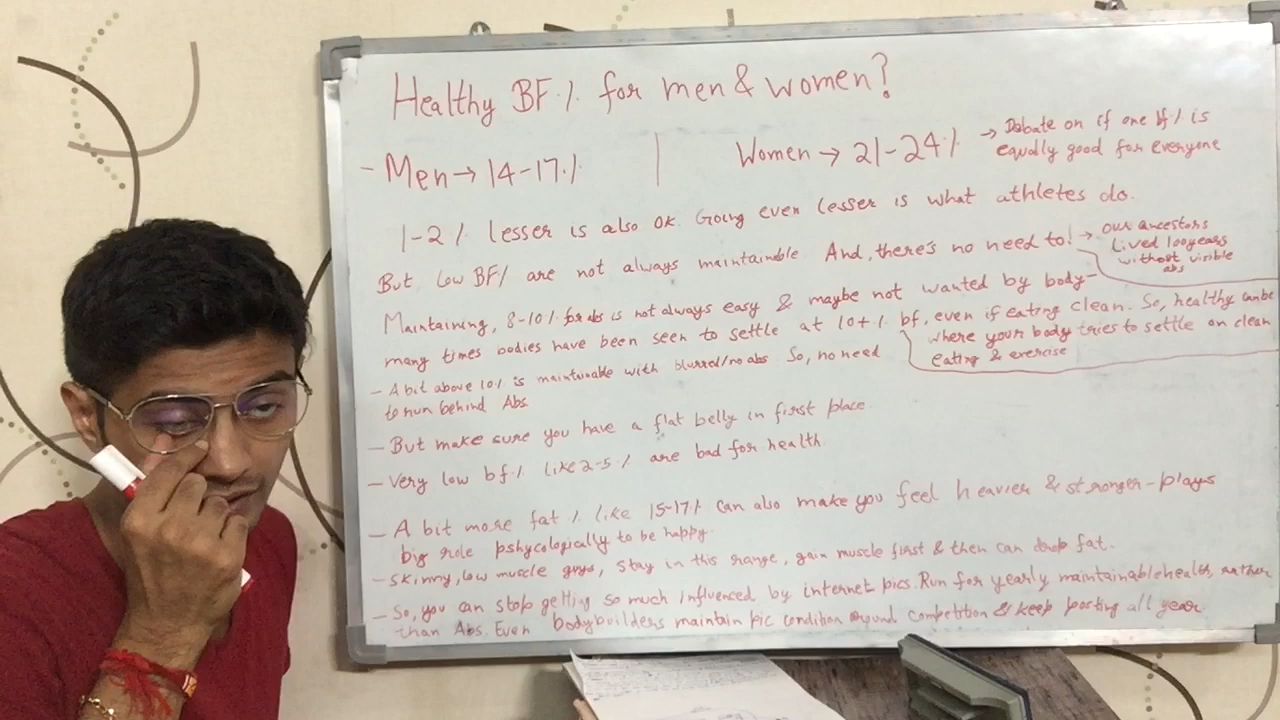 Healthy BF% for men & women?
- Men → 14-17% | Women → 21-24% → Debate on if one bf% is
equally good for everyone
1-2% lesser is also OK. Going even lesser is what athletes do.
But low BF% are not always maintainable. And, there's no need to! → our ancestors
lived 100years
without visible
abs
Maintaining, 8-10% for abs is not always easy & maybe not wanted by body-
many times bodies have been seen to settle at 10+% bf, even if eating clean. So, healthy can be
where your body tries to settle on clean
eating & exercise
- A bit above 10% is maintainable with blurred/no abs So, no need
to run behind Abs
- But make sure you have a flat belly in first place.
- Very low bf% like 2-5% are bad for health
- A bit more fat % like 15-17% can also make you feel heavier & stronger - plays
big role pshycologically to be happy.
- Skinny, low muscle guys, stay in this range, gain muscle first & then can drop fat.
- So, you can stop getting so much influenced by internet pics. Run for yearly maintainable health, rather
than Abs. Even bodybuilders maintain pic condition around competition & keep posting all year